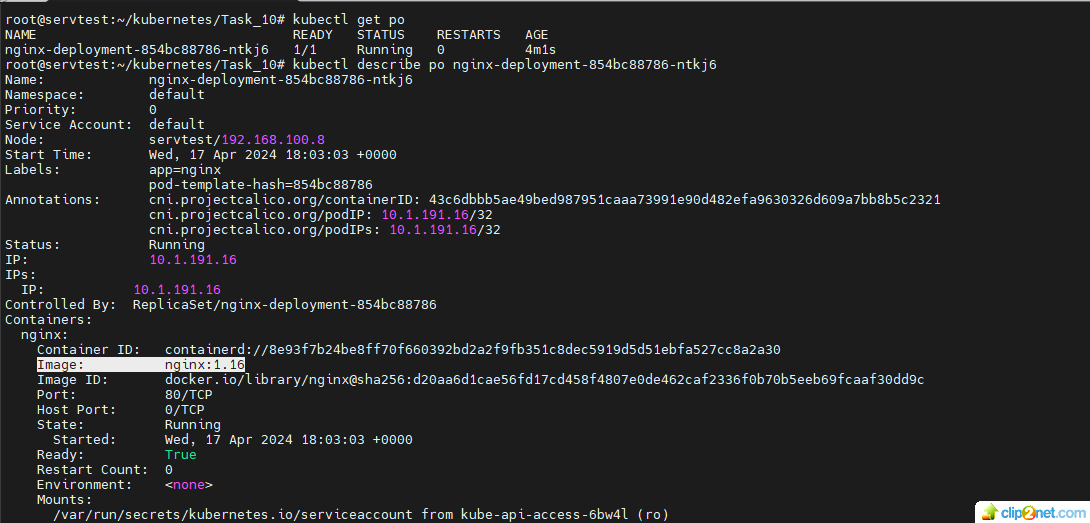 root@servtest:~/kubernetes/Task_10# kubectl get po
NAME                                READY   STATUS    RESTARTS   AGE
nginx-deployment-854bc88786-ntkj6   1/1     Running   0          4m1s
root@servtest:~/kubernetes/Task_10# kubectl describe po nginx-deployment-854bc88786-ntkj6
Name:             nginx-deployment-854bc88786-ntkj6
Namespace:        default
Priority:         0
Service Account:  default
Node:             servtest/192.168.100.8
Start Time:       Wed, 17 Apr 2024 18:03:03 +0000
Labels:           app=nginx
                  pod-template-hash=854bc88786
Annotations:      cni.projectcalico.org/containerID: 43c6dbbb5ae49bed987951caaa73991e90d482efa9630326d609a7bb8b5c2321
                  cni.projectcalico.org/podIP: 10.1.191.16/32
                  cni.projectcalico.org/podIPs: 10.1.191.16/32
Status:           Running
IP:               10.1.191.16
IPs:
  IP:           10.1.191.16
Controlled By:  ReplicaSet/nginx-deployment-854bc88786
Containers:
  nginx:
    Container ID:   containerd://8e93f7b24be8ff70f660392bd2a2f9fb351c8dec5919d5d51ebfa527cc8a2a30
    Image:          nginx:1.16
    Image ID:       docker.io/library/nginx@sha256:d20aa6d1cae56fd17cd458f4807e0de462caf2336f0b70b5eeb69fcaaf30dd9c
    Port:           80/TCP
    Host Port:      0/TCP
    State:          Running
      Started:      Wed, 17 Apr 2024 18:03:03 +0000
    Ready:          True
    Restart Count:  0
    Environment:    <none>
    Mounts:
      /var/run/secrets/kubernetes.io/serviceaccount from kube-api-access-6bw4l (ro)
clip2net.com